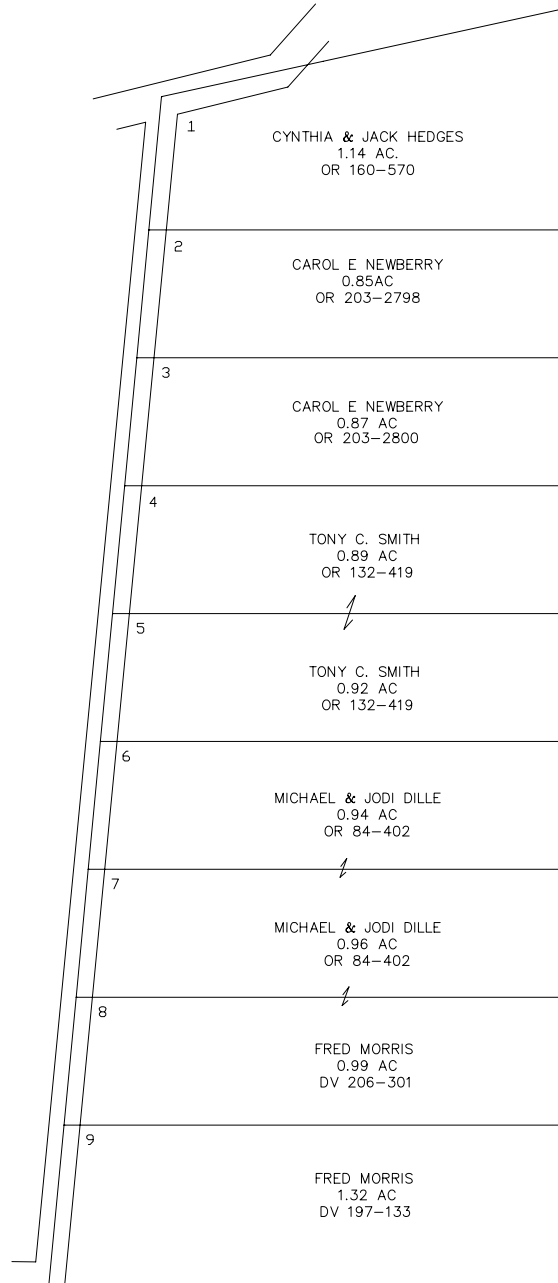 1
CYNTHIA & JACK HEDGES
1.14 AC.
OR 160-570
2
CAROL E NEWBERRY
0.85AC
OR 203-2798
3
CAROL E NEWBERRY
0.87 AC
OR 203-2800
4
TONY C. SMITH
0.89 AC
OR 132-419
5
TONY C. SMITH
0.92 AC
OR 132-419
6
MICHAEL & JODI DILLE
0.94 AC
OR 84-402
7
MICHAEL & JODI DILLE
0.96 AC
OR 84-402
8
FRED MORRIS
0.99 AC
DV 206-301
9
FRED MORRIS
1.32 AC
DV 197-133